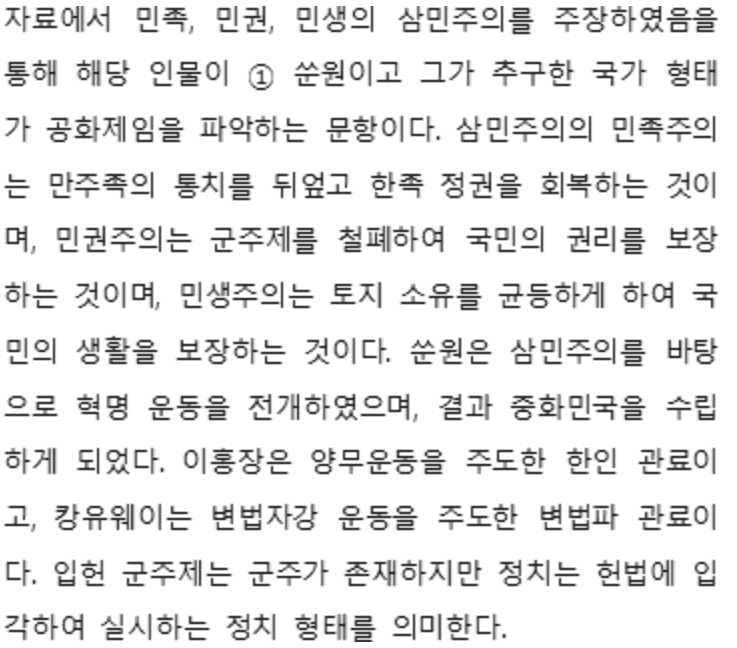 자료에서 민족, 민권, 민생의 삼민주의를 주장하였음을
통해 해당 인물이 ① 쑨원이고 그가 추구한 국가 형태
가 공화제임을 파악하는 문항이다. 삼민주의의 민족주의
는 만주족의 통치를 뒤엎고 한족 정권을 회복하는 것이
며, 민권주의는 군주제를 철폐하여 국민의 권리를 보장
하는 것이며, 민생주의는 토지 소유를 균등하게 하여 국
민의 생활을 보장하는 것이다. 쑨원은 삼민주의를 바탕
으로 혁명 운동을 전개하였으며, 결과 중화민국을 수립
하게 되었다. 이홍장은 양무운동을 주도한 한인 관료이
고, 캉유웨이는 변법자강 운동을 주도한 변법파 관료이
다. 입헌 군주제는 군주가 존재하지만 정치는 헌법에 입
각하여 실시하는 정치 형태를 의미한다.